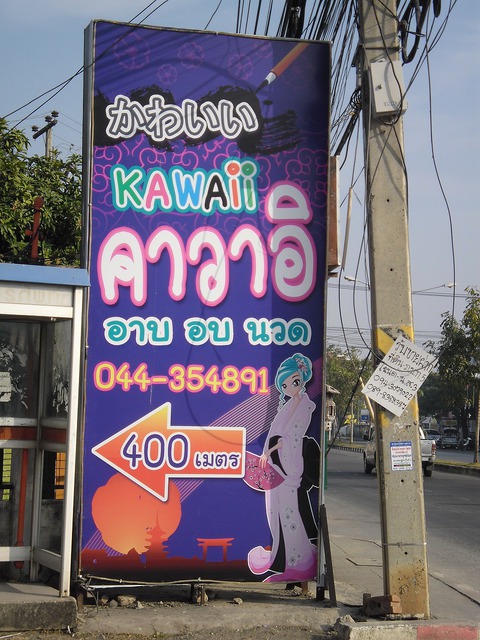 かわいい
KAWAii
คาวาอิ
อาบ อบ นวด
044-354891
400 เมตร